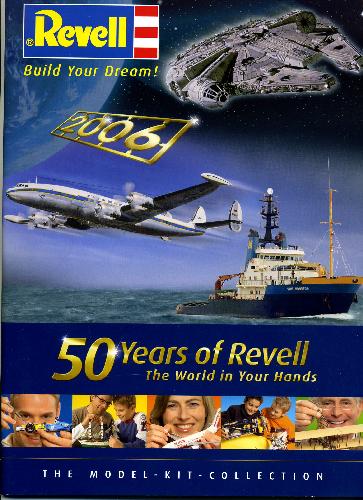 Revell
Build Your Dream!
2006
50 Years of Revell
The World in Your Hands
THE MODEL-KIT-COLLECTION